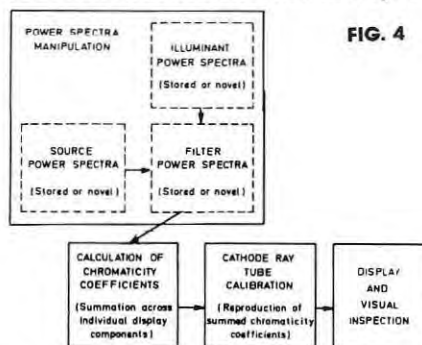 POWER SPECTRA
MANIPULATION
ILLUMINANT
POWER SPECTRA
(Stored or novel)
FIG. 4
SOURCE
POWER SPECTRA
(Stored or novel)
FILTER
POWER SPECTRA
(Stored or novel)
CALCULATION OF
CHROMATICITY
COEFFICIENTS
(Summation across
individual display
components)
CATHODE RAY
TUBE
CALIBRATION
(Reproduction of
summed chromaticity
coefficients)
DISPLAY
AND
VISUAL
INSPECTION